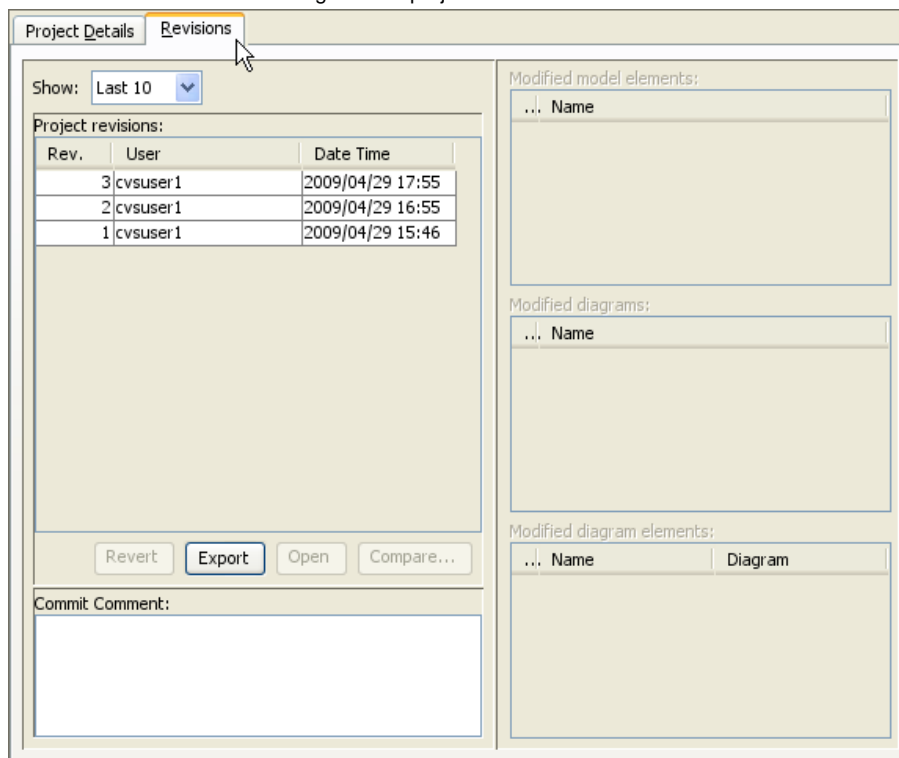 Project Details Revisions
Show: Last 10
Project revisions:
Rev. User Date Time
3 cvsuser1 2009/04/29 17:55
2 cvsuser1 2009/04/29 16:55
1 cvsuser1 2009/04/29 15:46
Revert Export Open Compare...
Commit Comment:
Modified model elements:
... Name
Modified diagrams:
... Name
Modified diagram elements:
... Name Diagram